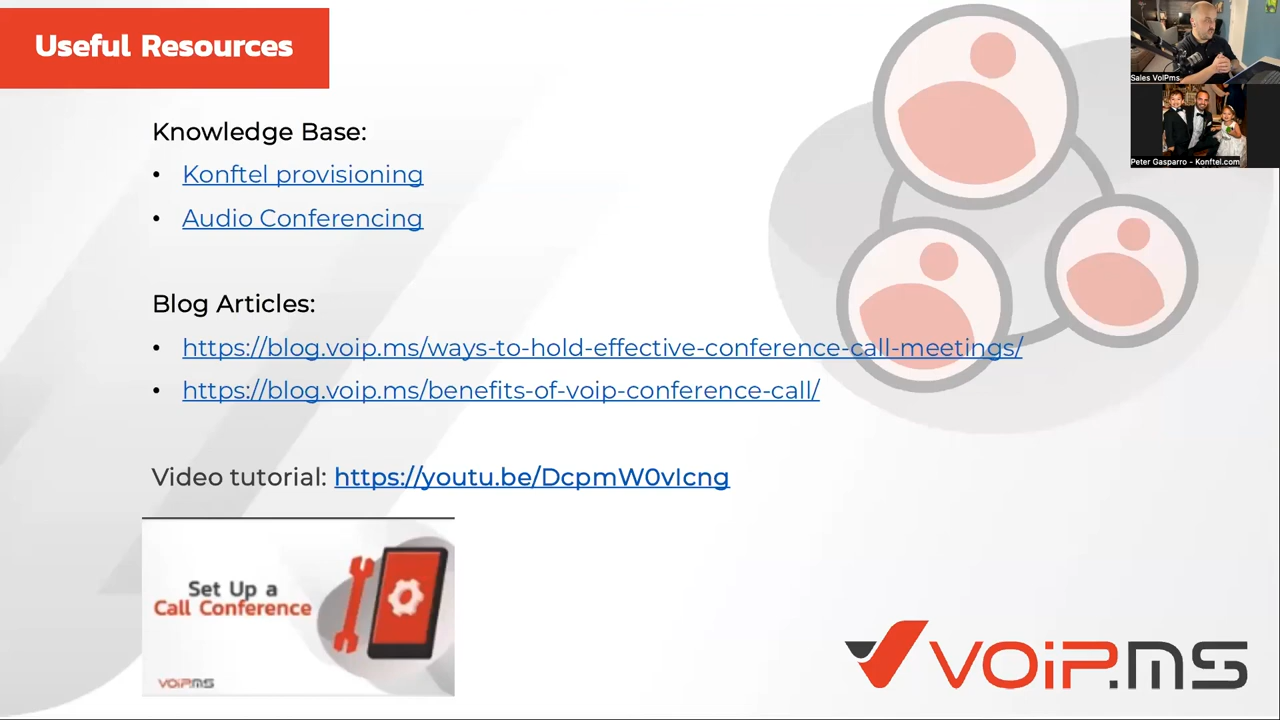 Useful Resources
Sales VoIPms
Peter Gasparro - Konftel.com
Knowledge Base:
• Konftel provisioning
• Audio Conferencing
Blog Articles:
• https://blog.voip.ms/ways-to-hold-effective-conference-call-meetings/
• https://blog.voip.ms/benefits-of-voip-conference-call/
Video tutorial: https://youtu.be/DcpmW0vIcng
Set Up a
Call Conference
VOiP.MS
VOiP.MS